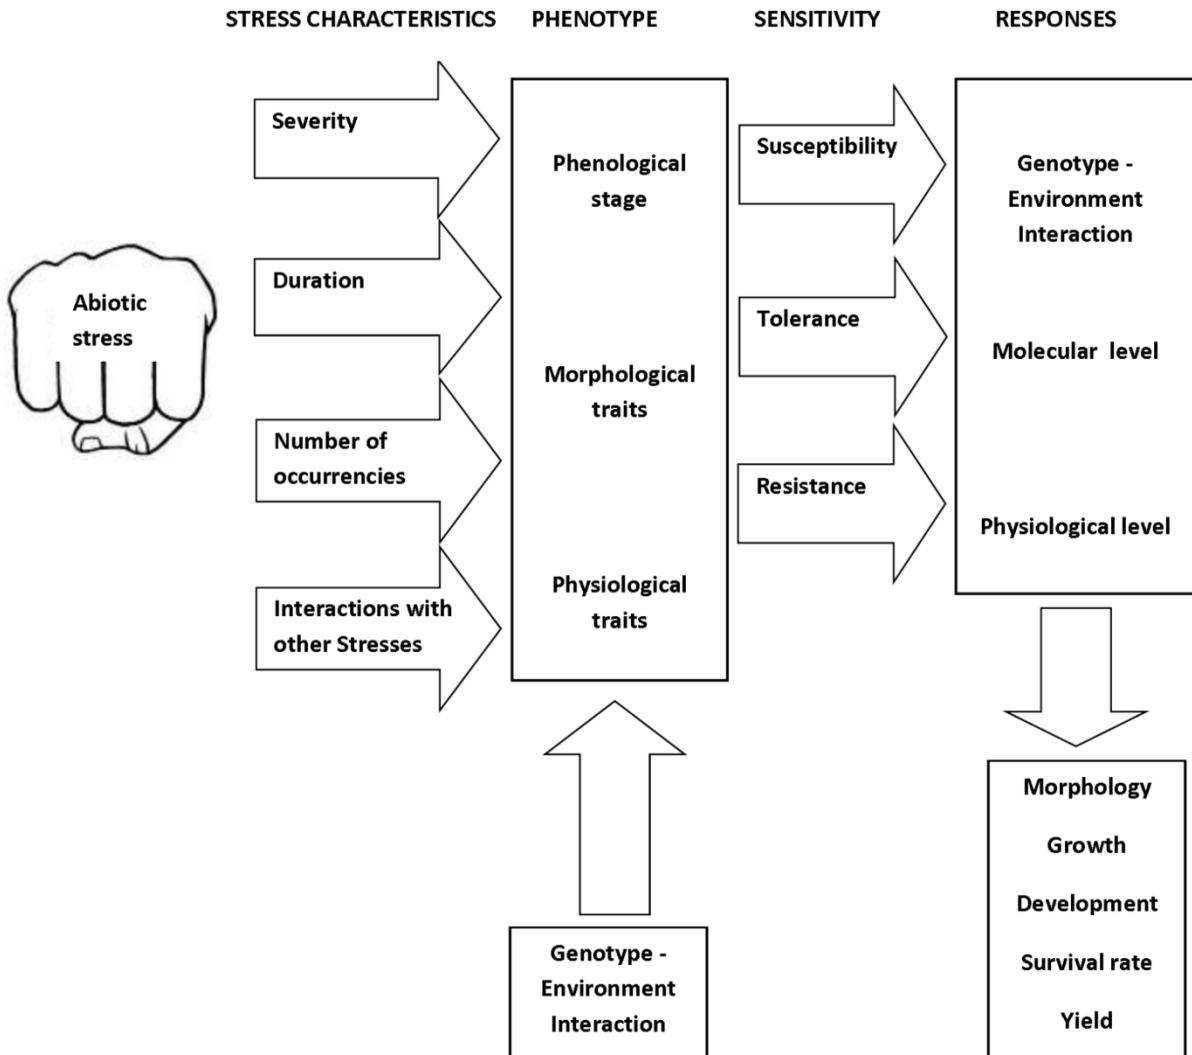 STRESS CHARACTERISTICS
PHENOTYPE
SENSITIVITY
RESPONSES
Abiotic
stress
Severity
Duration
Number of
occurrencies
Interactions with
other Stresses
Phenological
stage
Morphological
traits
Physiological
traits
Genotype -
Environment
Interaction
Susceptibility
Tolerance
Resistance
Genotype -
Environment
Interaction
Molecular level
Physiological level
Morphology
Growth
Development
Survival rate
Yield